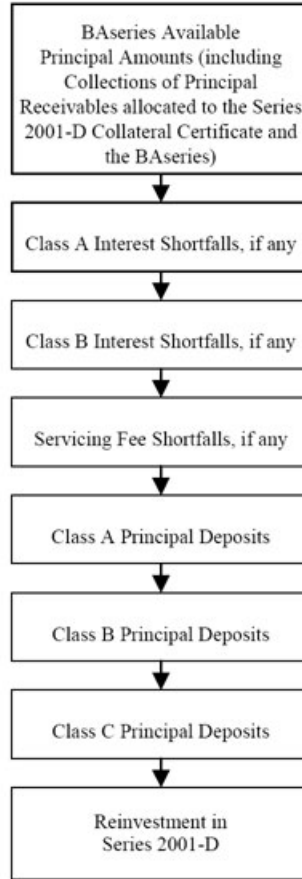 BAseries Available
Principal Amounts (including
Collections of Principal
Receivables allocated to the Series
2001-D Collateral Certificate and
the BAseries)
Class A Interest Shortfalls, if any
Class B Interest Shortfalls, if any
Servicing Fee Shortfalls, if any
Class A Principal Deposits
Class B Principal Deposits
Class C Principal Deposits
Reinvestment in
Series 2001-D